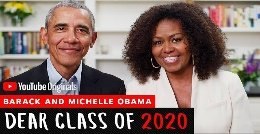 YouTube Originals
BARACK AND MICHELLE OBAMA
DEAR CLASS OF 2020